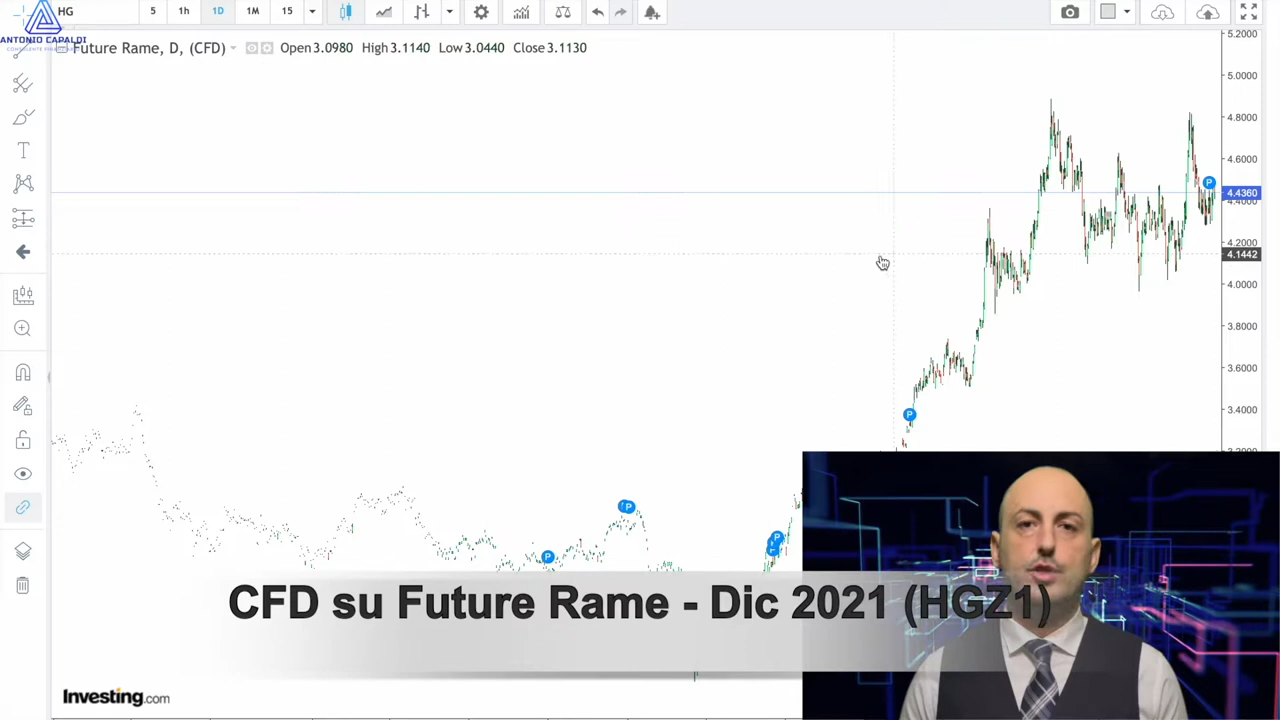 HG
5
1h
1D
1M
15
ANTONIO CAPALDI
Future Rame, D, (CFD)
Open 3.0980 High 3.1140 Low 3.0440 Close 3.1130
5.2000
5.0000
4.8000
4.6000
4.4360
4.4000
4.2000
4.1442
4.0000
3.8000
3.6000
3.4000
P
P
P
P
P
P
CFD su Future Rame - Dic 2021 (HGZ1)
Investing.com